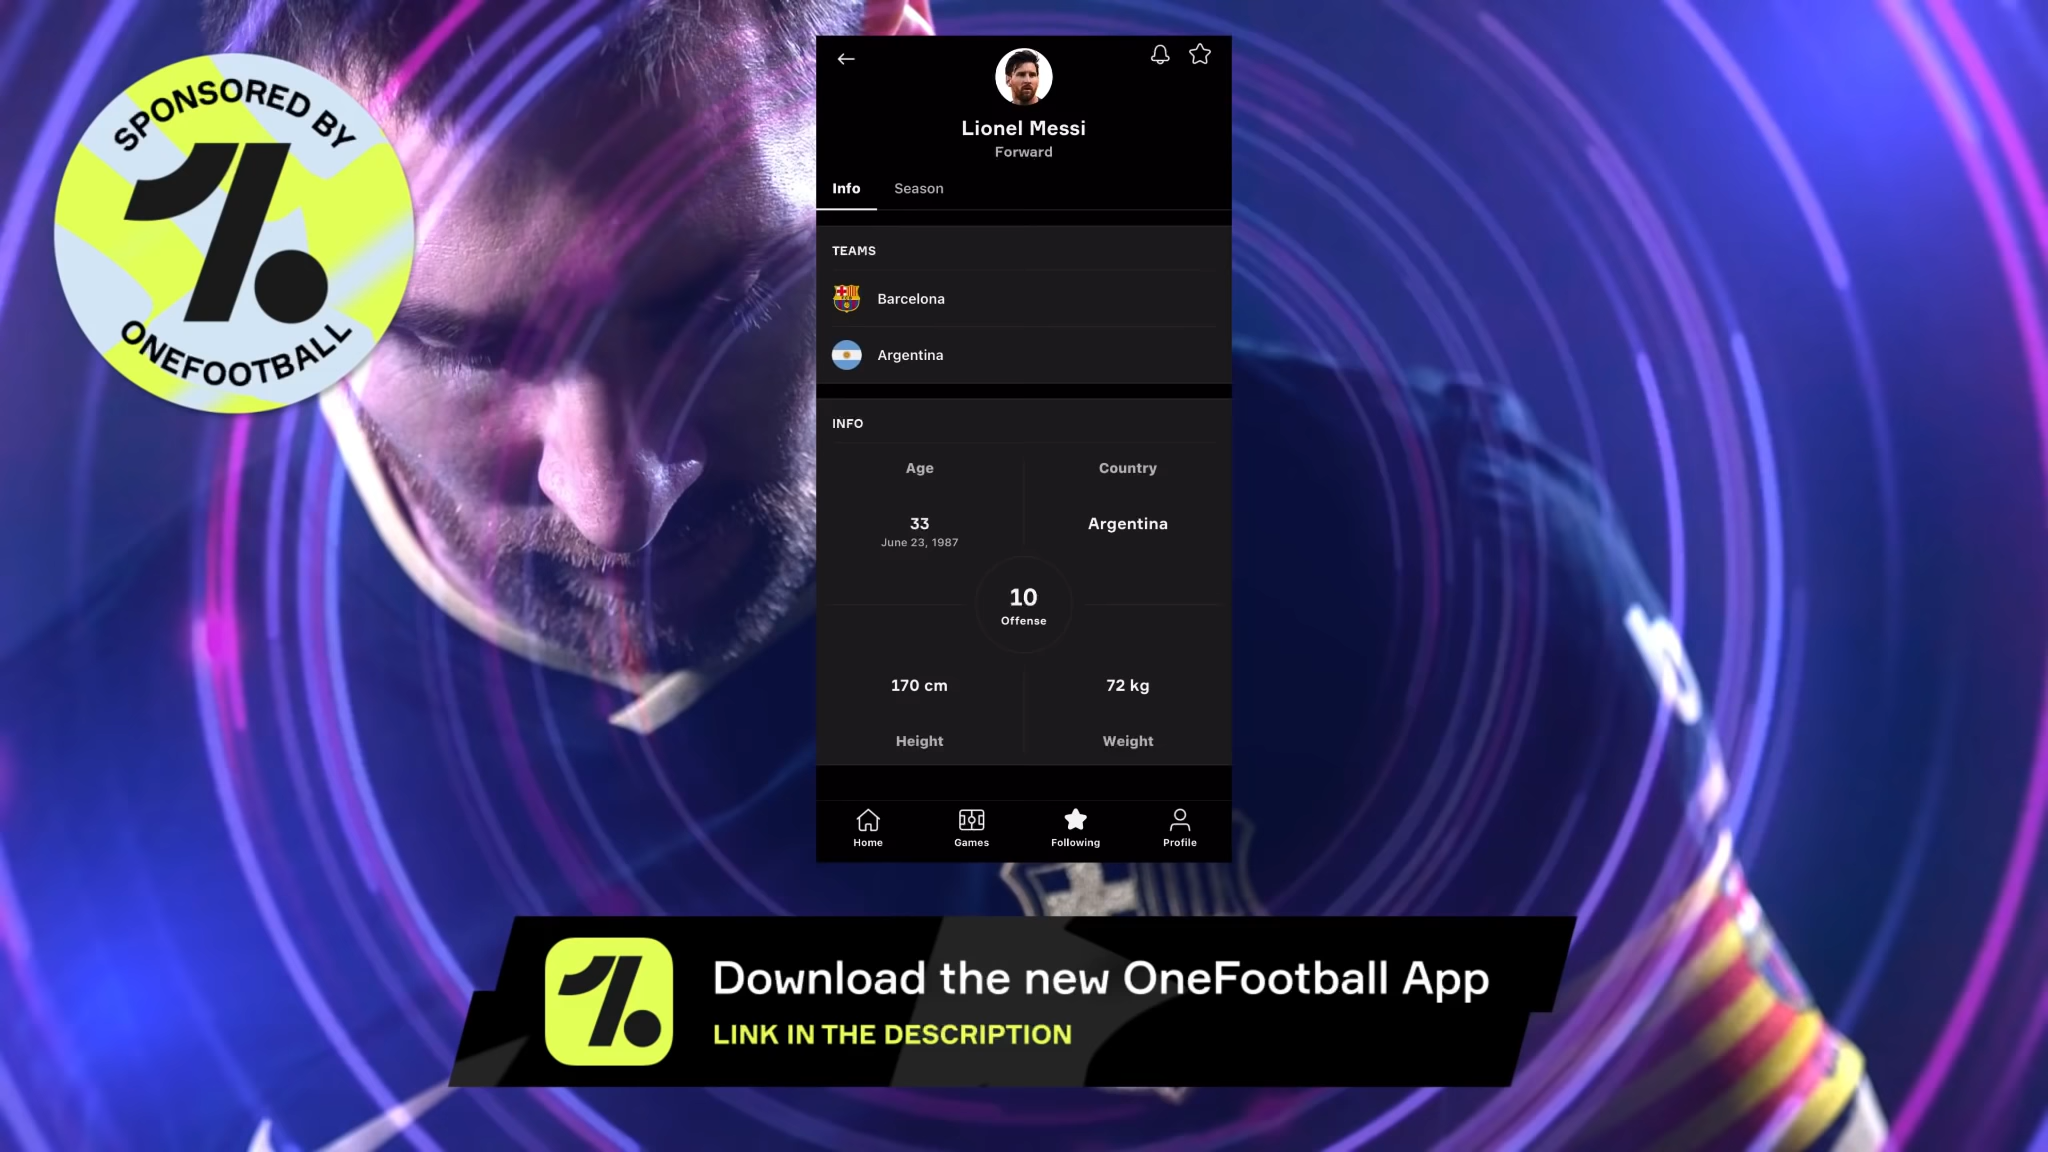 SPONSORED BY
ONEFOOTBALL
Lionel Messi
Forward
Info Season
TEAMS
Barcelona
Argentina
INFO
Age Country
33 Argentina
June 23, 1987
10
Offense
170 cm 72 kg
Height Weight
Home Games Following Profile
Download the new OneFootball App
LINK IN THE DESCRIPTION